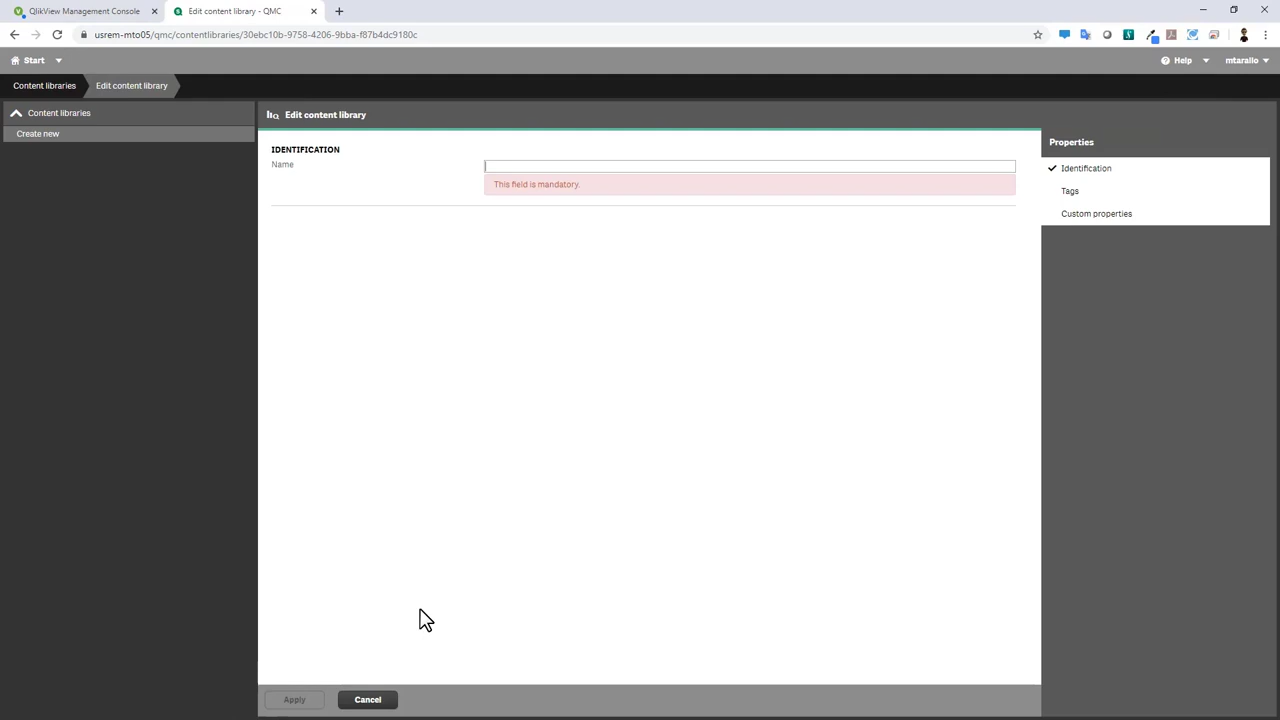 QlikView Management Console
Edit content library - QMC
usrem-mto05/qmc/contentlibraries/30ebc10b-9758-4206-9bba-f87b4dc9180c
Start
Help
mtarallo
Content libraries
Edit content library
Content libraries
Create new
Edit content library
IDENTIFICATION
Name
This field is mandatory.
Properties
Identification
Tags
Custom properties
Apply
Cancel